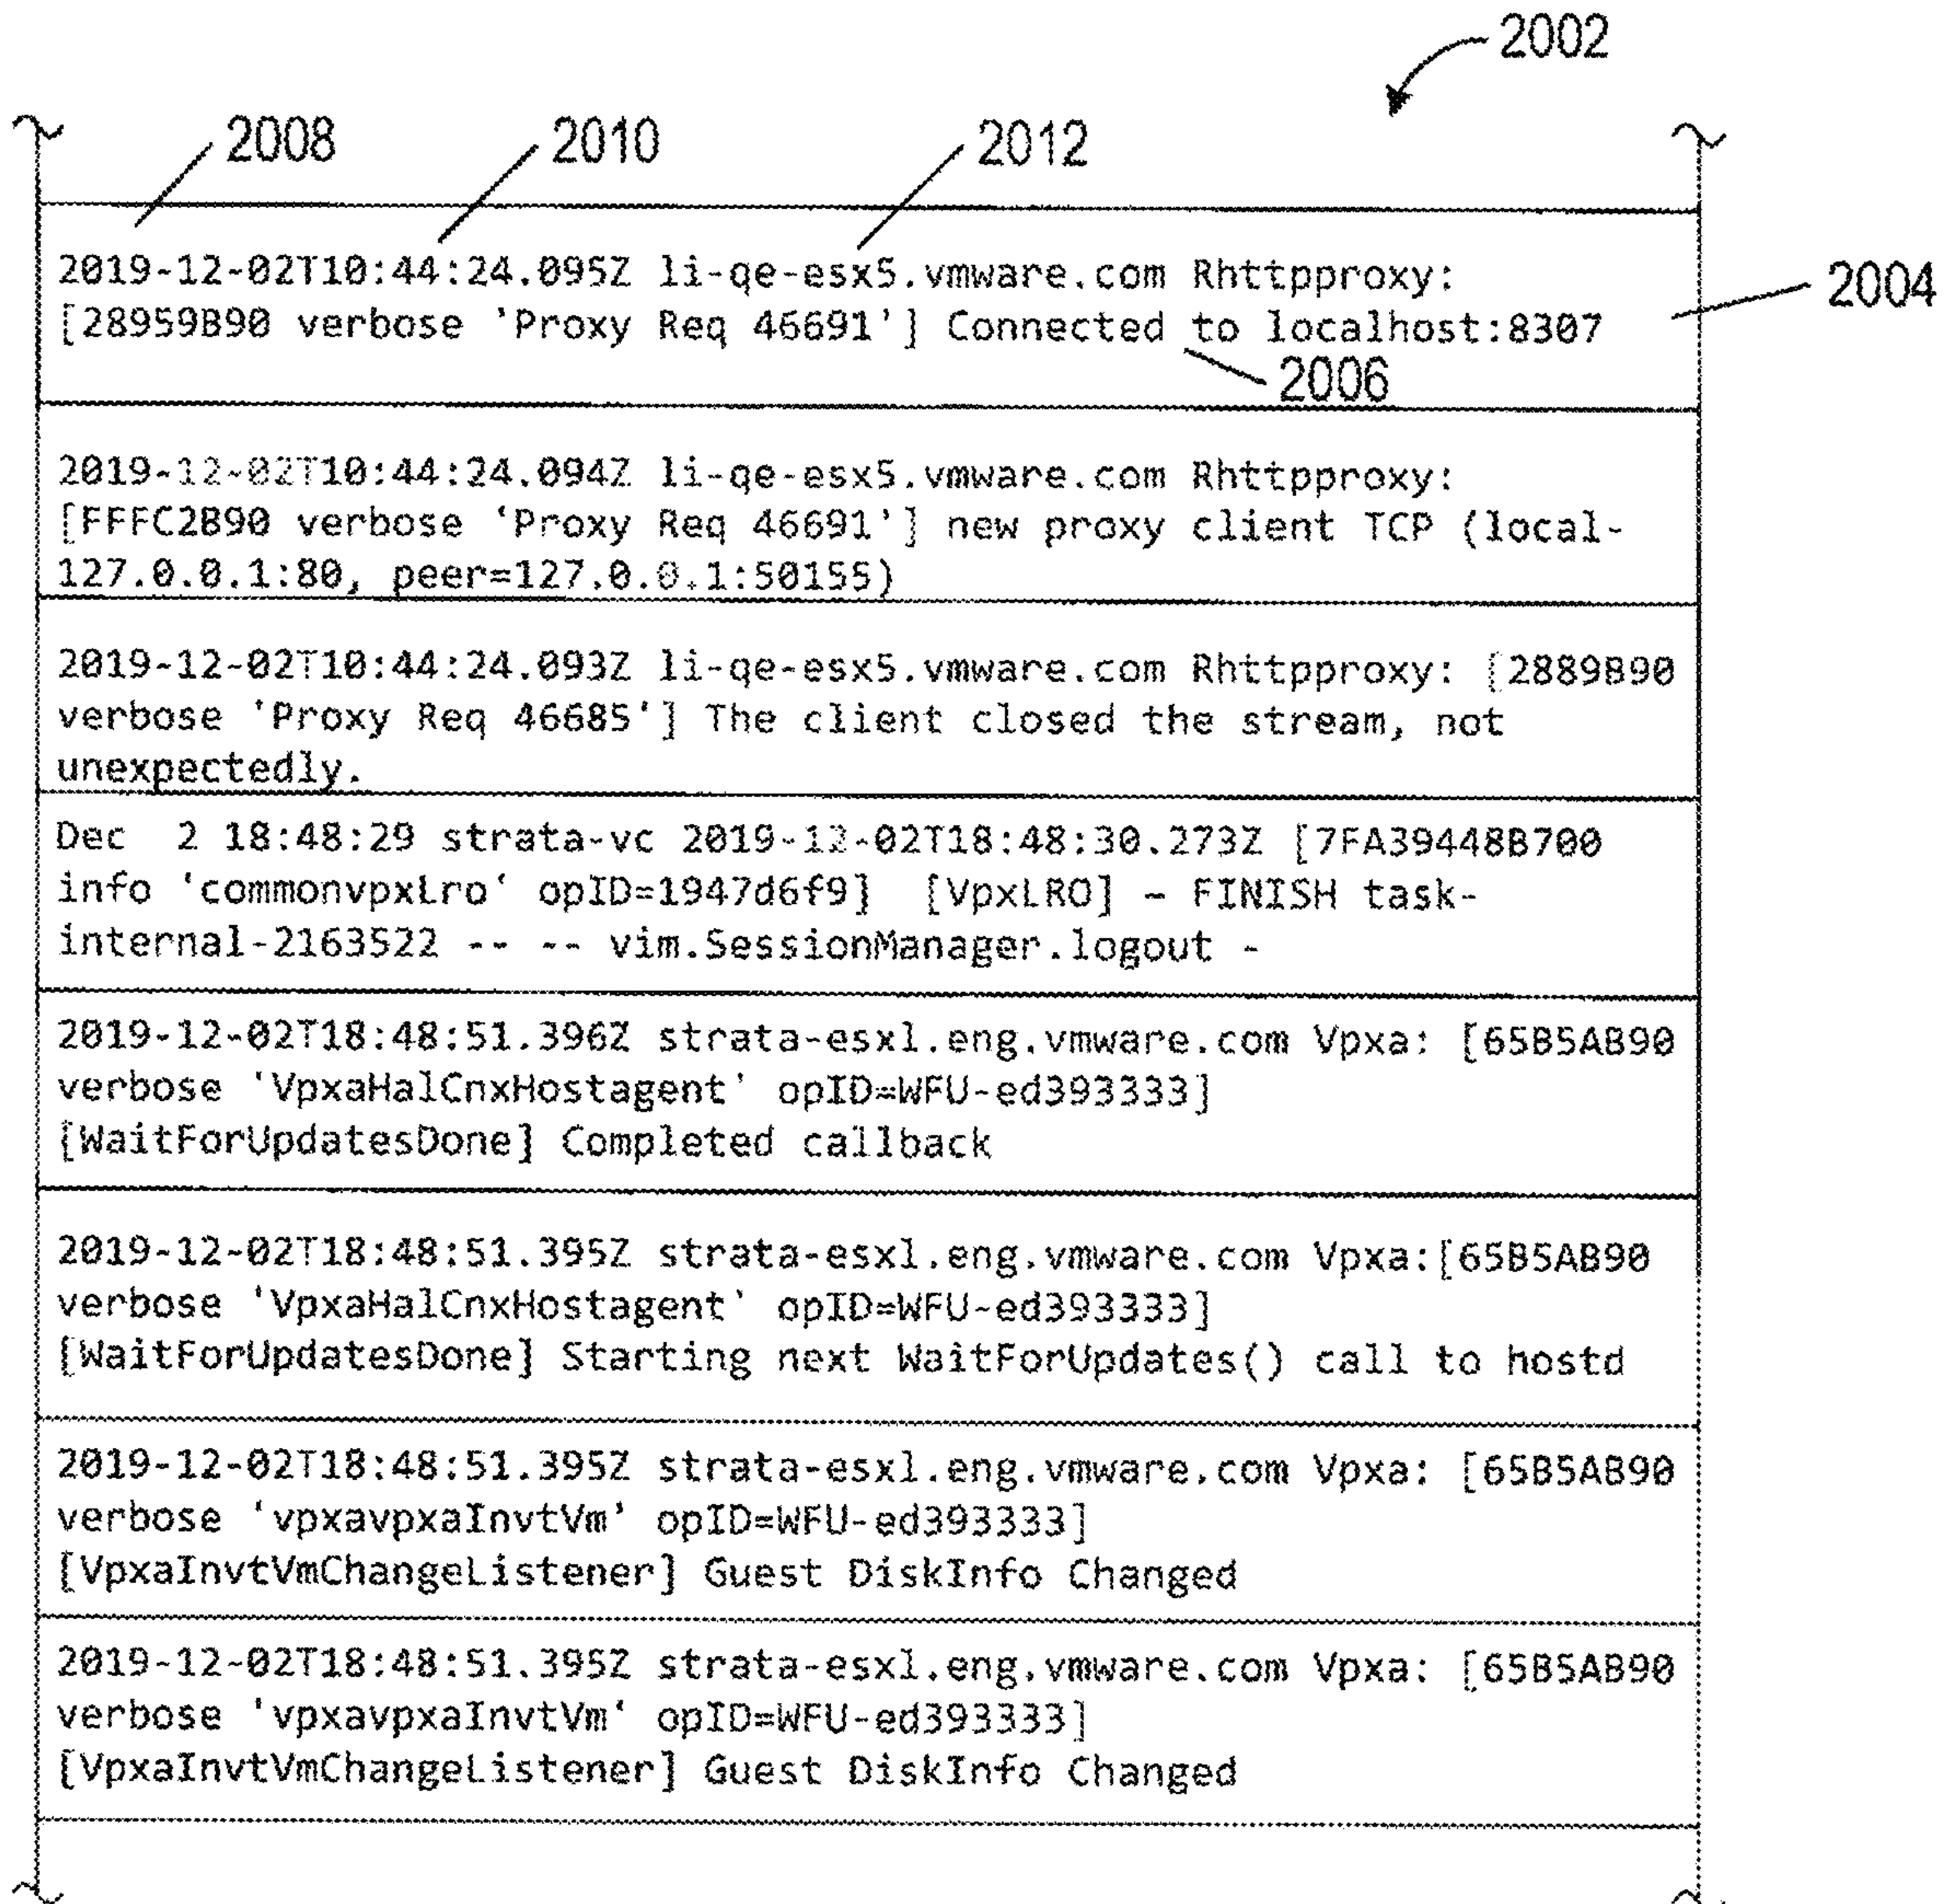 2002
2008
2010
2012
2019-12-02T10:44:24.095Z li-qe-esx5.vmware.com Rhttpproxy:
2004
[28959B90 verbose 'Proxy Req 46691'] Connected to localhost:8307
2006
2019-12-02T10:44:24.094Z li-qe-esx5.vmware.com Rhttpproxy:
[FFFC2B90 verbose ‘Proxy Req 46691'] new proxy client TCP (local-
127.0.0.1:80, peer=127.0.0.1:50155)
2019-12-02T10:44:24.093Z li-qe-esx5.vmware.com Rhttpproxy: [2889B90
verbose 'Proxy Req 46685'] The client closed the stream, not
unexpectedly.
Dec  2 18:48:29 strata-vc 2019-12-02T18:48:30.273Z [7FA39448B700
info 'commonvpxLro‘ opID=1947d6f9]  [VpxLRO] – FINISH task-
internal-2163522 -- -- vim.SessionManager.logout -
2019-12-02T18:48:51.396Z strata-esxl.eng.vmware.com Vpxa: [65B5AB90
verbose 'VpxaHalCnxHostagent' opID=WFU-ed393333]
[WaitForUpdatesDone] Completed callback
2019-12-02T18:48:51.395Z strata-esxl.eng.vmware.com Vpxa:[65B5AB90
verbose 'VpxaHalCnxHostagent' opID=WFU-ed393333]
[WaitForUpdatesDone] Starting next WaitForUpdates() call to hostd
2019-12-02T18:48:51.395Z strata-esxl.eng.vmware.com Vpxa: [65B5AB90
verbose 'vpxavpxaInvtVm’ opID=WFU-ed393333]
[VpxaInvtVmChangeListener] Guest DiskInfo Changed
2019-12-02T18:48:51.395Z strata-esxl.eng.vmware.com Vpxa: [65B5AB90
verbose 'vpxavpxaInvtVm‘ opID=WFU-ed393333]
[VpxaInvtVmChangeListener] Guest DiskInfo Changed